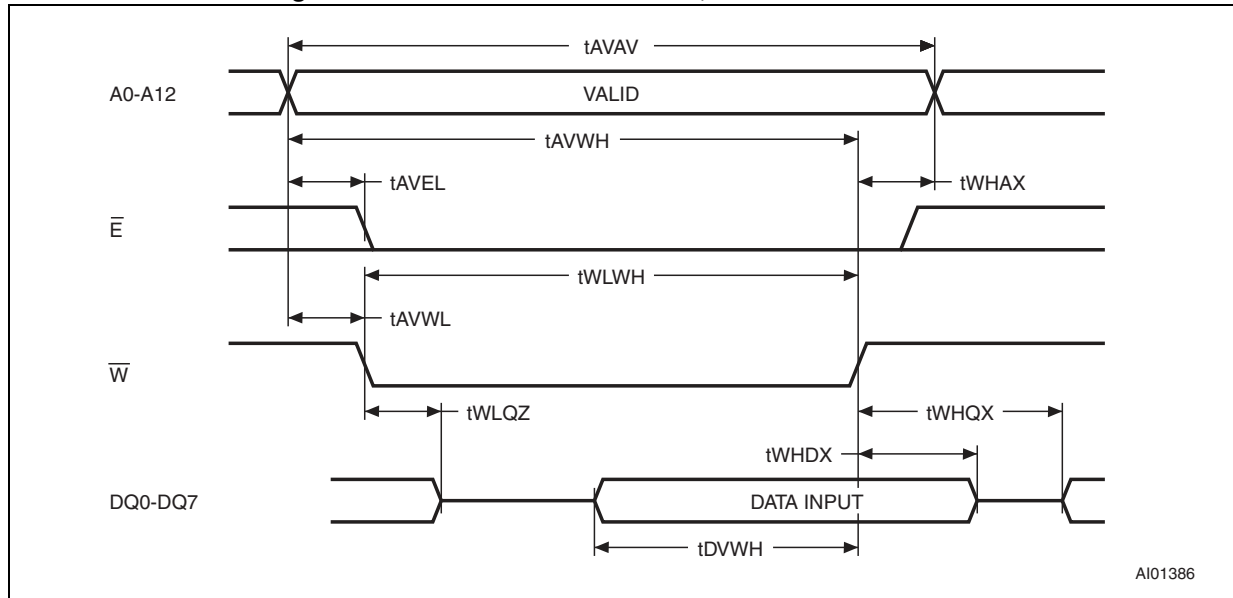 tAVAV
A0-A12
VALID
tAVWH
tAVEL
tWHAX
E̅
tWLWH
tAVWL
W̅
tWLQZ
tWHQX
tWHDX
DQ0-DQ7
DATA INPUT
tDVWH
AI01386